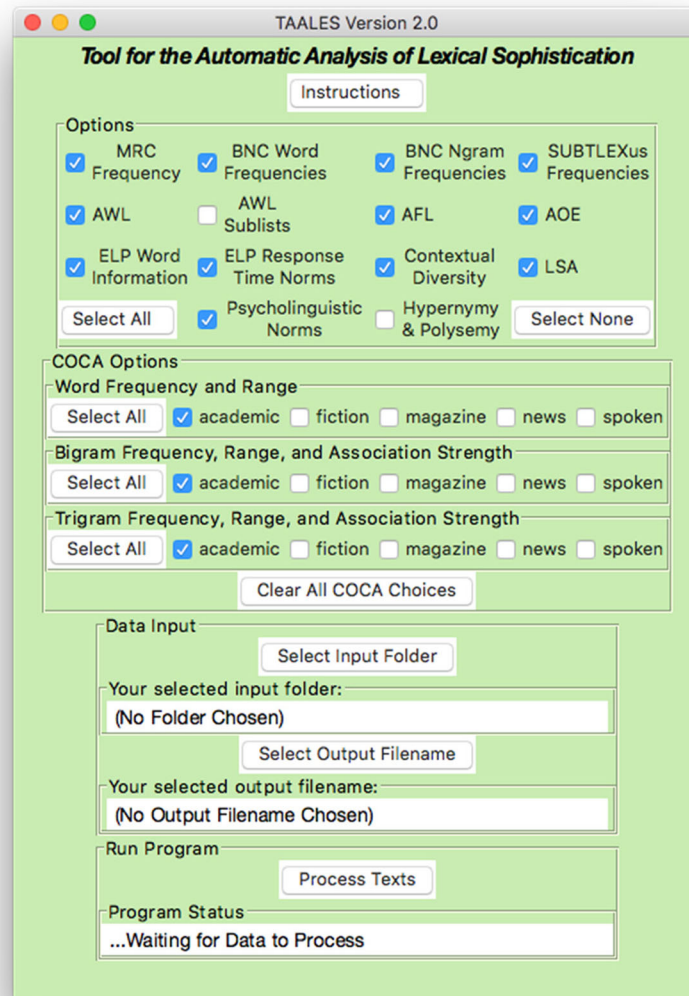 TAALES Version 2.0
Tool for the Automatic Analysis of Lexical Sophistication
Instructions
Options
MRC Frequency
BNC Word Frequencies
BNC Ngram Frequencies
SUBTLEXus Frequencies
AWL
AWL Sublists
AFL
AOE
ELP Word Information
ELP Response Time Norms
Contextual Diversity
LSA
Select All
Psycholinguistic Norms
Hypernymy & Polysemy
Select None
COCA Options
Word Frequency and Range
Select All academic fiction magazine news spoken
Bigram Frequency, Range, and Association Strength
Select All academic fiction magazine news spoken
Trigram Frequency, Range, and Association Strength
Select All academic fiction magazine news spoken
Clear All COCA Choices
Data Input
Select Input Folder
Your selected input folder:
(No Folder Chosen)
Select Output Filename
Your selected output filename:
(No Output Filename Chosen)
Run Program
Process Texts
Program Status
...Waiting for Data to Process